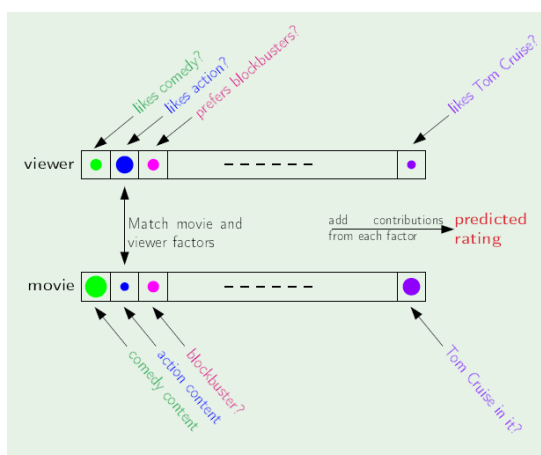 likes comedy?
likes action?
prefers blockbusters?
likes Tom Cruise?
viewer
Match movie and
viewer factors
add contributions
from each factor
predicted
rating
movie
comedy content
action content
blockbuster?
Tom Cruise in it?